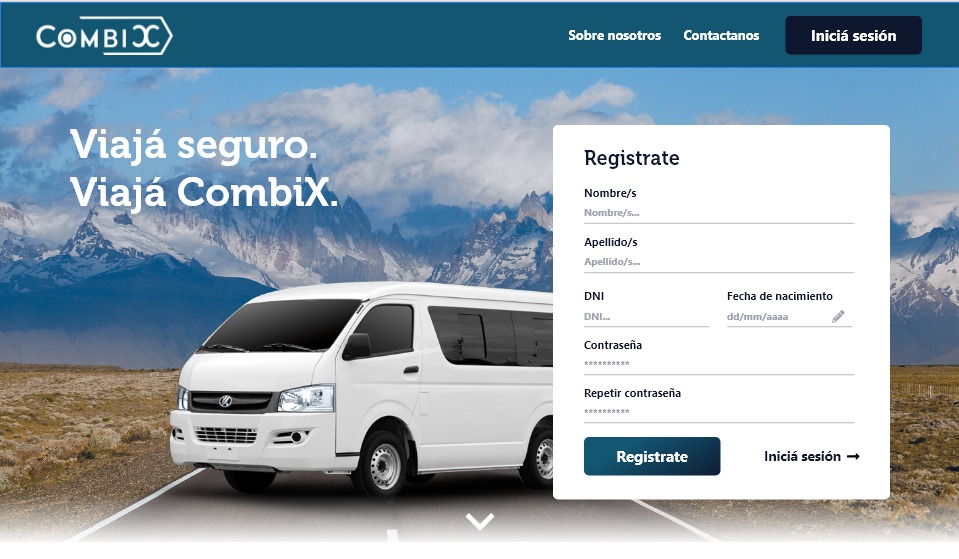 COMBIX
Sobre nosotros
Contactanos
Iniciá sesión
Viajá seguro.
Viajá CombiX.
Registrate
Nombre/s
Nombre/s...
Apellido/s
Apellido/s...
DNI
Fecha de nacimiento
DNI...
dd/mm/aaaa
Contraseña
**********
Repetir contraseña
**********
Registrate
Iniciá sesión